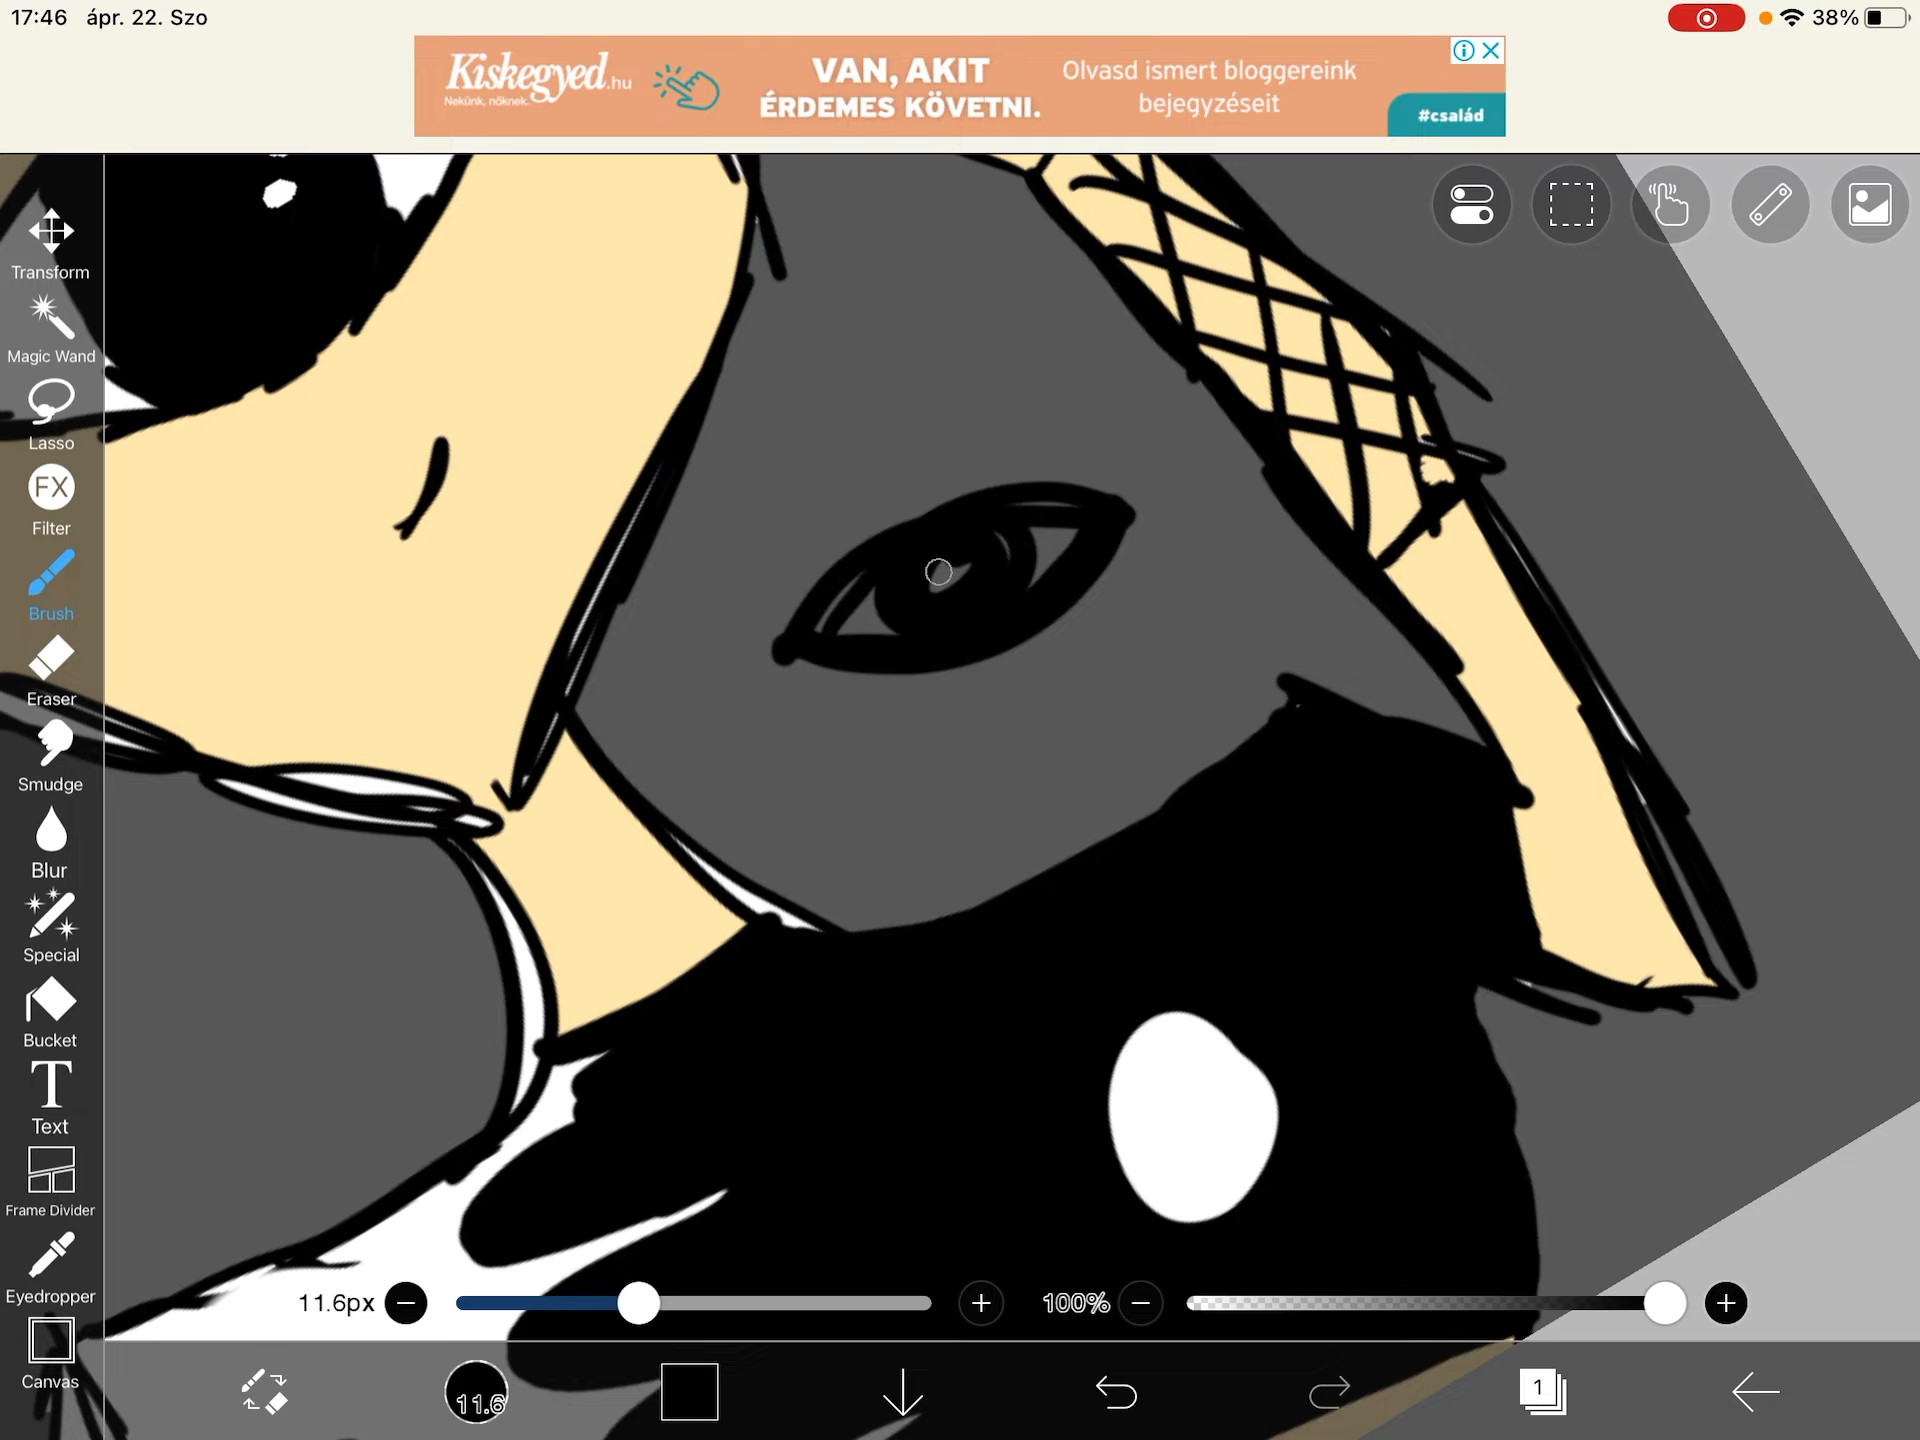 17:46 ápr. 22. Szo
38%
Kiskegyed.hu
Nekünk, nőknek.
VAN, AKIT
ÉRDEMES KÖVETNI.
Olvasd ismert bloggereink
bejegyzéseit
#család
Transform
Magic Wand
Lasso
FX
Filter
Brush
Eraser
Smudge
Blur
Special
Bucket
T
Text
Frame Divider
Eyedropper
Canvas
11.6px
100%
11.6
1